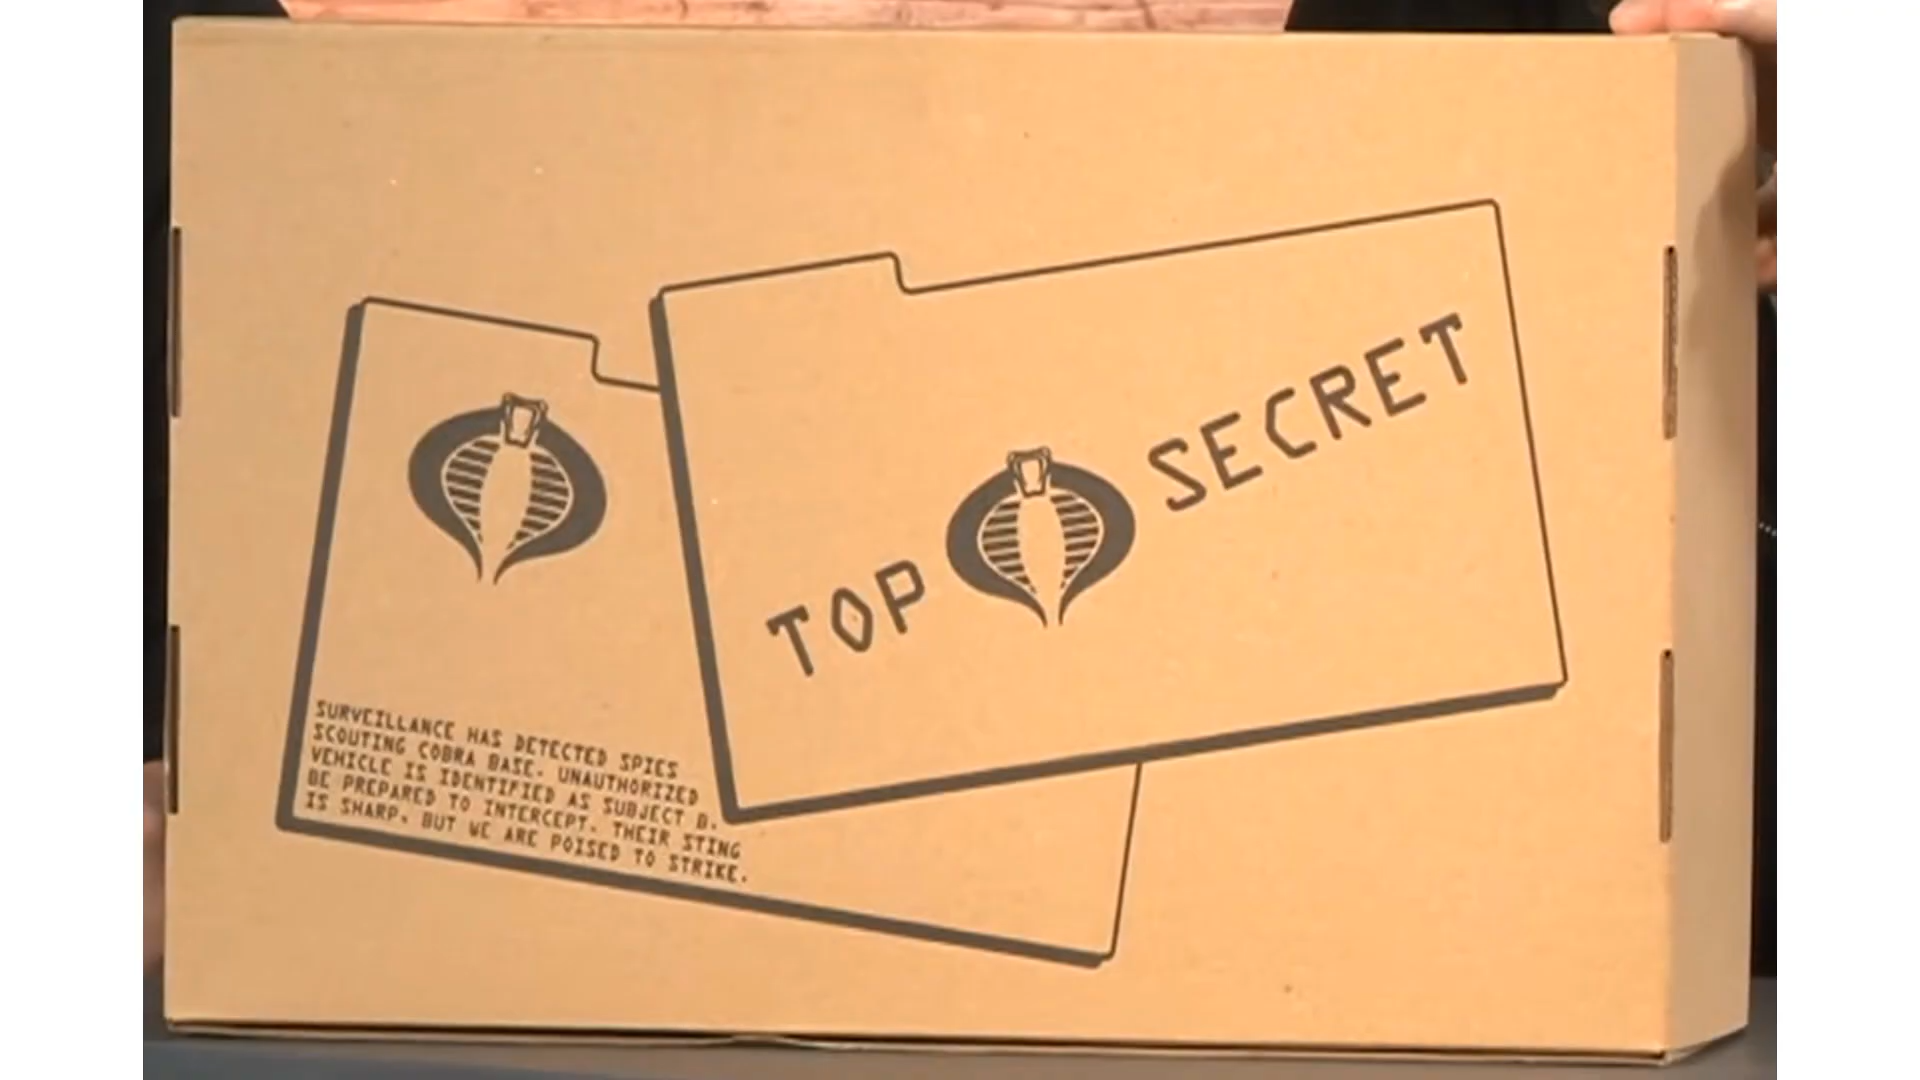 TOP SECRET
SURVEILLANCE HAS DETECTED SPIES
SCOUTING COBRA BASE. UNAUTHORIZED
VEHICLE IS IDENTIFIED AS SUBJECT B.
BE PREPARED TO INTERCEPT. THEIR STING
IS SHARP, BUT WE ARE POISED TO STRIKE.